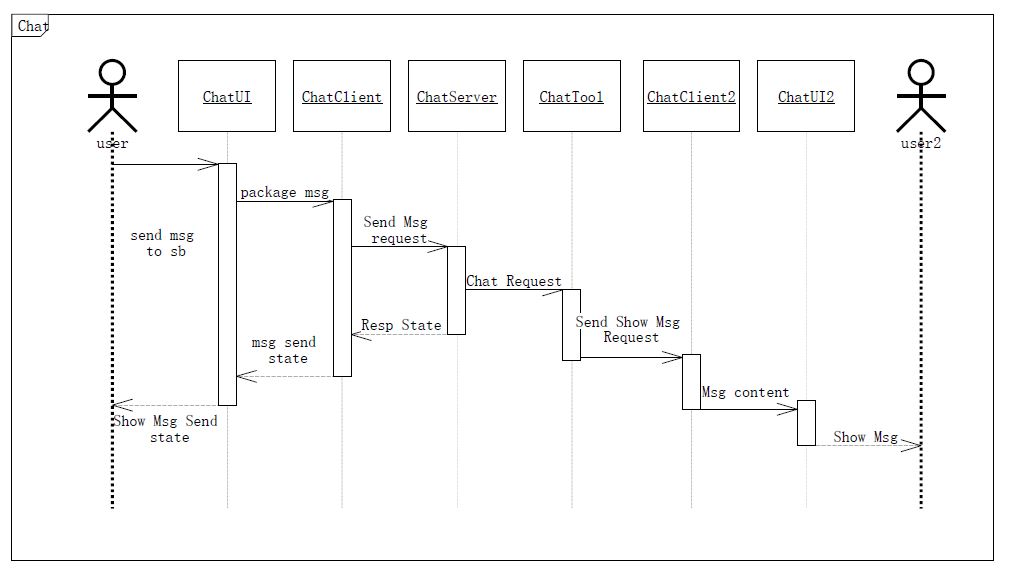 Chat
ChatUI
ChatClient
ChatServer
ChatTool
ChatClient2
ChatUI2
user
user2
package msg
Send Msg
request
send msg
to sb
Chat Request
Resp State
Send Show Msg
Request
msg send
state
Msg content
Show Msg Send
state
Show Msg